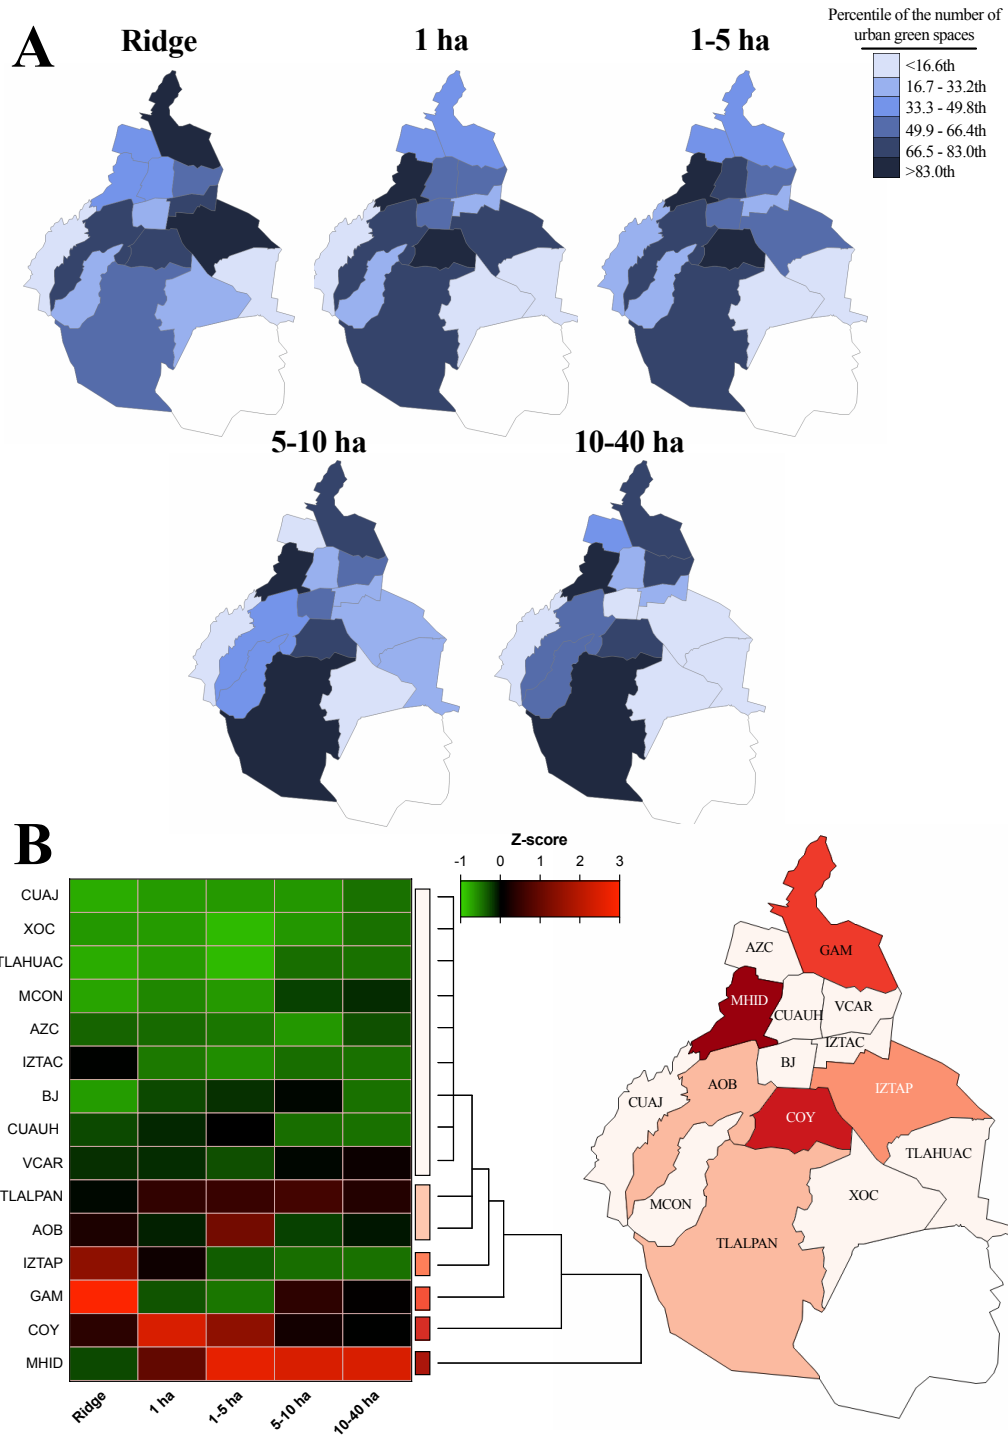 A
Ridge
1 ha
1-5 ha
Percentile of the number of
urban green spaces
<16.6th
16.7 - 33.2th
33.3 - 49.8th
49.9 - 66.4th
66.5 - 83.0th
>83.0th
5-10 ha
10-40 ha
B
Z-score
-1 0 1 2 3
CUAJ
XOC
TLAHUAC
MCON
AZC
IZTAC
BJ
CUAUH
VCAR
TLALPAN
AOB
IZTAP
GAM
COY
MHID
Ridge
1 ha
1-5 ha
5-10 ha
10-40 ha
AZC
GAM
MHID
CUAUH
VCAR
IZTAC
BJ
AOB
IZTAP
CUAJ
COY
TLAHUAC
MCON
XOC
TLALPAN